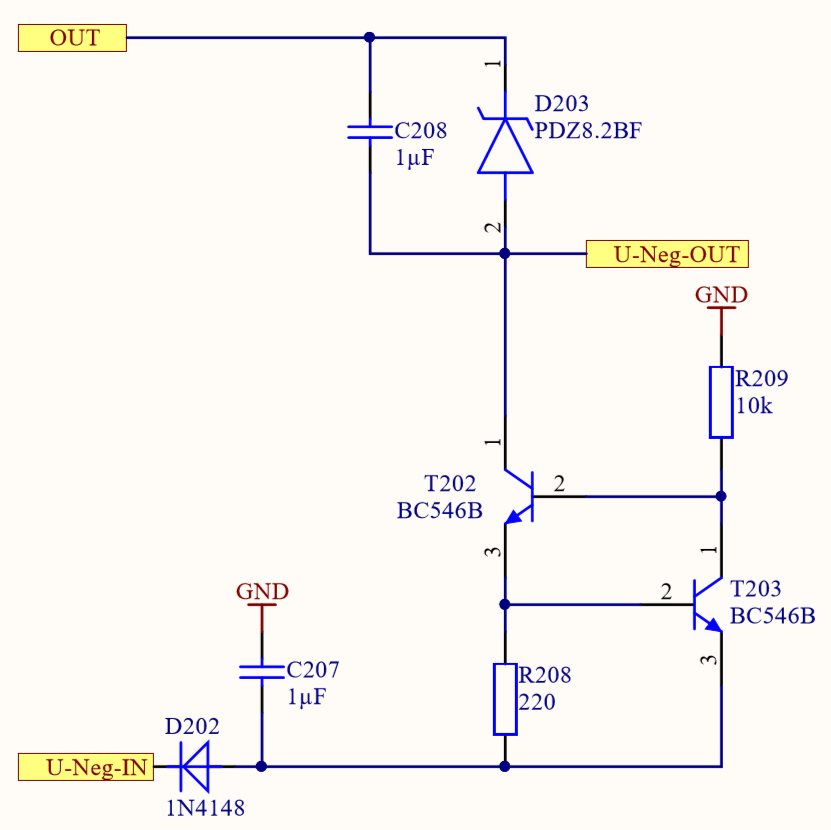 OUT
1
D203
C208
PDZ8.2BF
1µF
2
U-Neg-OUT
GND
R209
10k
1
T202
2
BC546B
3
1
GND
2
T203
BC546B
C207
3
R208
1µF
220
D202
U-Neg-IN
1N4148